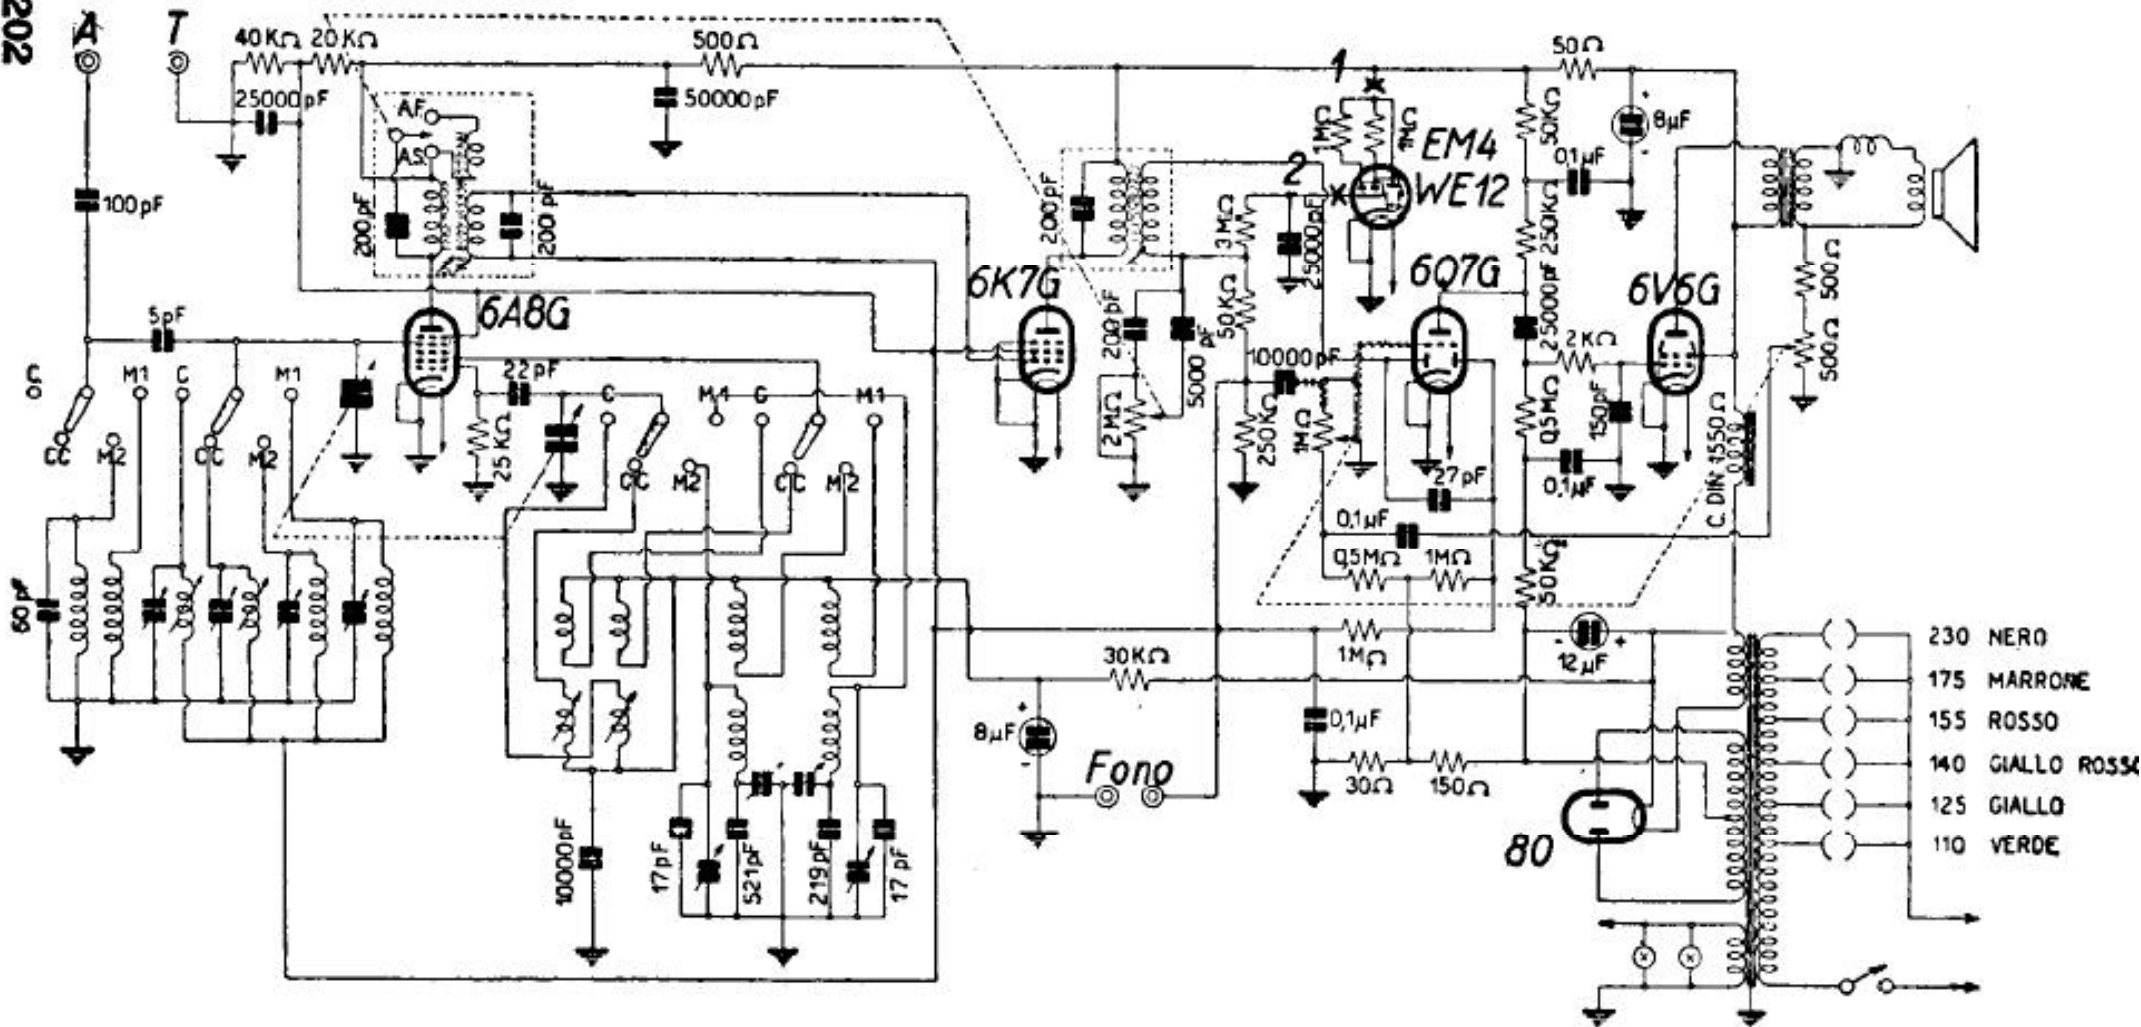 202
A
T
40KΩ
20KΩ
500Ω
1
50Ω
25000pF
A.F.
50000pF
1MΩ
1MΩ
EM4
50KΩ
8µF
A.S.
0,1µF
2
WE12
100pF
200pF
200pF
200pF
3MΩ
25000pF
250KΩ
6K7G
6Q7G
6V6G
500Ω
5pF
6A8G
200pF
5000pF
50KΩ
25000pF
2KΩ
500Ω
10000pF
C
M1
C
M1
22pF
C
M1
C
M1
25KΩ
2MΩ
250KΩ
1MΩ
0,5MΩ
150pF
CC
M2
CC
M2
CC
M2
CC
M2
27pF
0,1µF
C. DIN. 1550Ω
0,1µF
0,5MΩ
1MΩ
50KΩ
60pF
230 NERO
30KΩ
1MΩ
12µF
175 MARRONE
8µF
0,1µF
155 ROSSO
Fono
140 GIALLO ROSSO
30Ω
150Ω
125 GIALLO
10000pF
17pF
521pF
219pF
17pF
80
110 VERDE